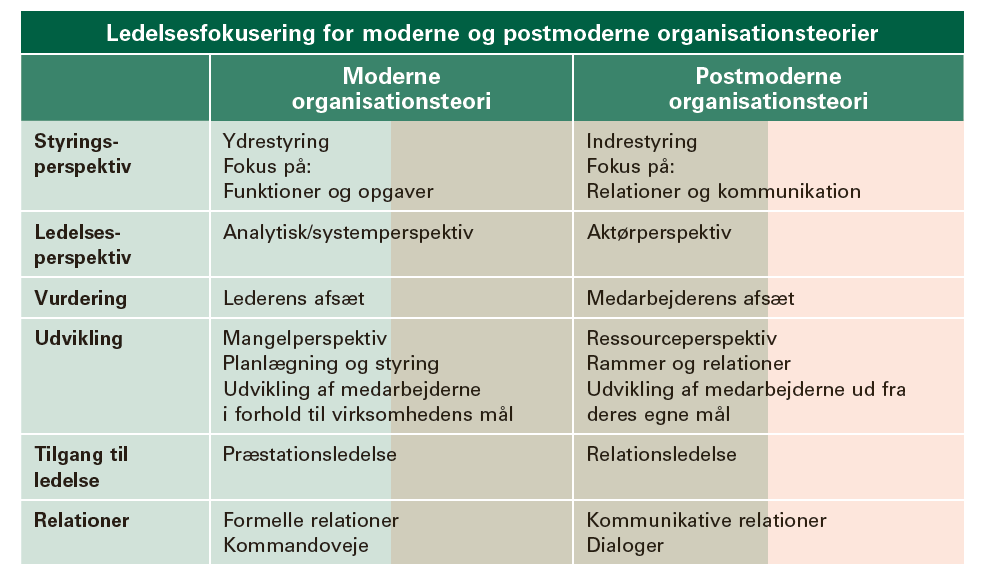 Ledelsesfokusering for moderne og postmoderne organisationsteorier
Moderne
organisationsteori
Postmoderne
organisationsteori
Styrings-
perspektiv
Ydrestyring
Fokus på:
Funktioner og opgaver
Indrestyring
Fokus på:
Relationer og kommunikation
Ledelses-
perspektiv
Analytisk/systemperspektiv
Aktørperspektiv
Vurdering
Lederens afsæt
Medarbejderens afsæt
Udvikling
Mangelperspektiv
Planlægning og styring
Udvikling af medarbejderne
i forhold til virksomhedens mål
Ressourceperspektiv
Rammer og relationer
Udvikling af medarbejderne ud fra
deres egne mål
Tilgang til
ledelse
Præstationsledelse
Relationsledelse
Relationer
Formelle relationer
Kommandoveje
Kommunikative relationer
Dialoger